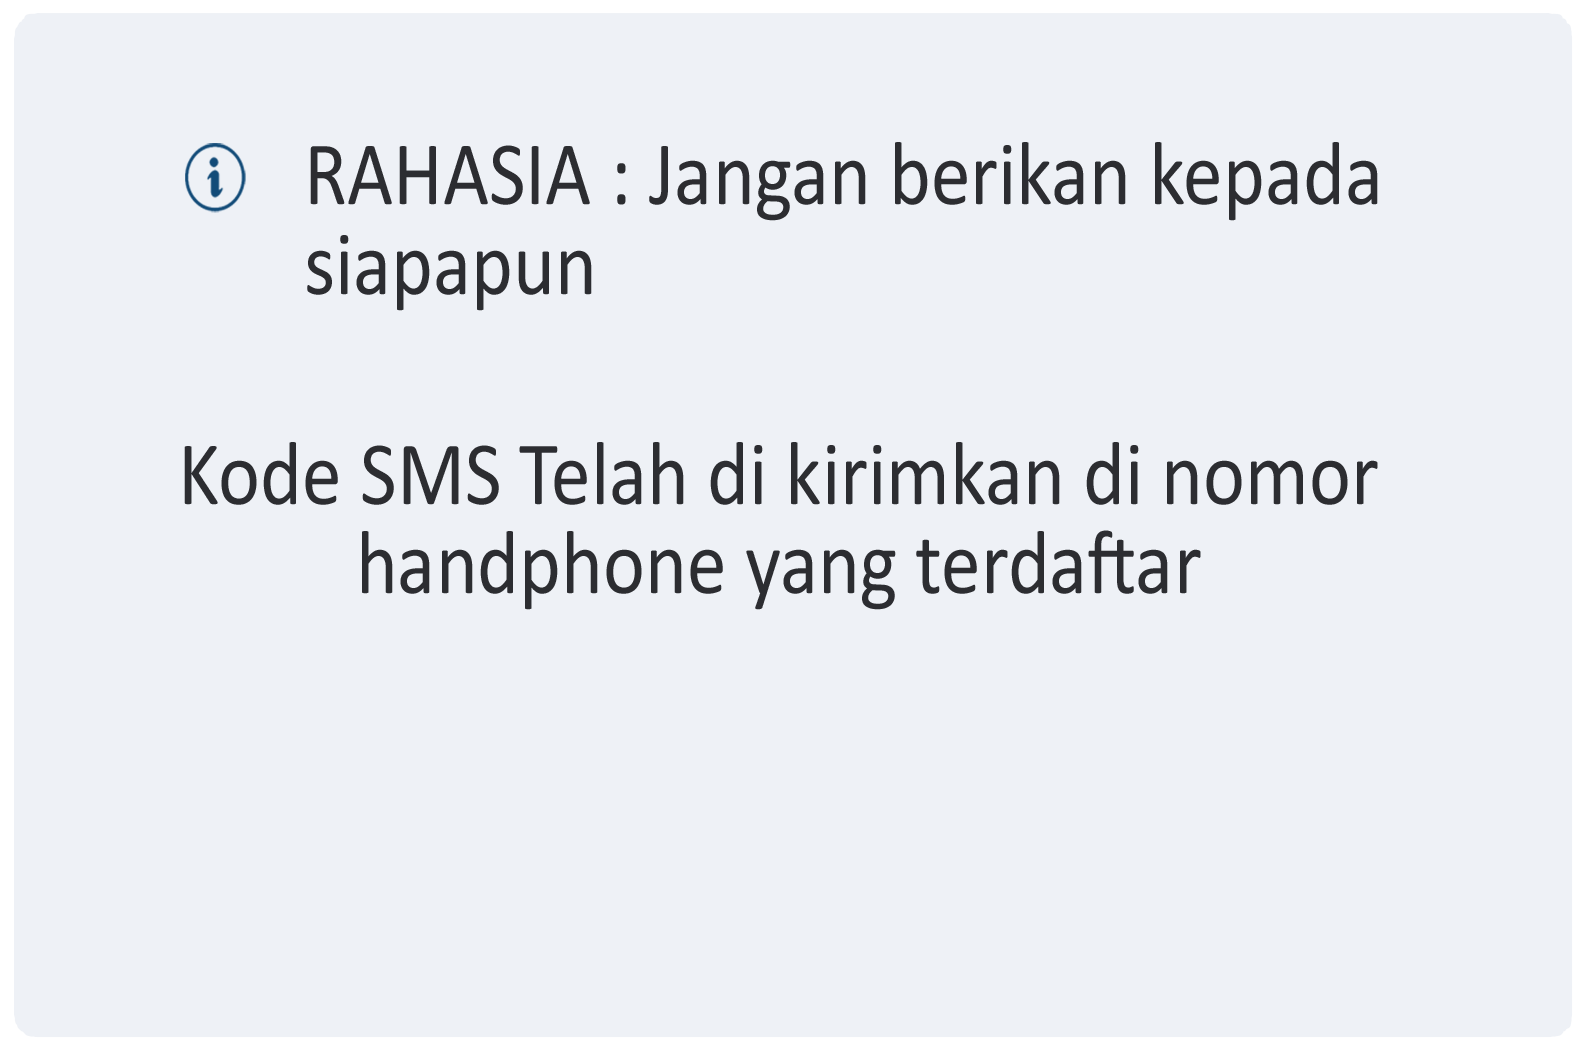 RAHASIA : Jangan berikan kepada
siapapun
Kode SMS Telah di kirimkan di nomor
handphone yang terdaftar